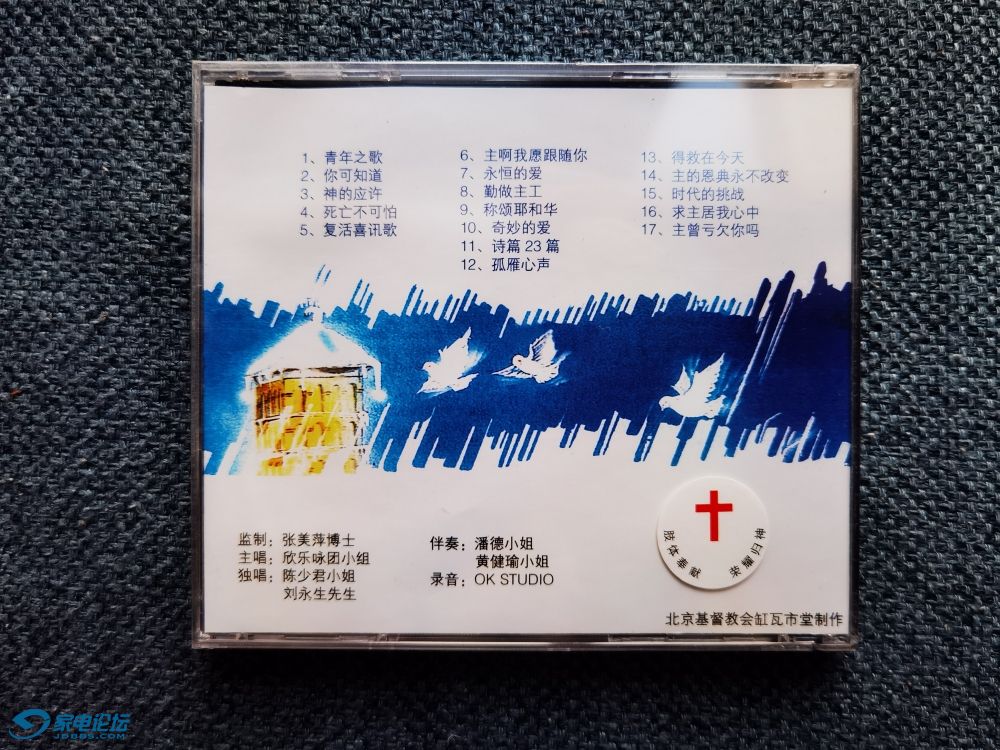 1、青年之歌
2、你可知道
3、神的应许
4、死亡不可怕
5、复活喜讯歌
6、主啊我愿跟随你
7、永恒的爱
8、勤做主工
9、称颂耶和华
10、奇妙的爱
11、诗篇 23 篇
12、孤雁心声
13、得救在今天
14、主的恩典永不改变
15、时代的挑战
16、求主居我心中
17、主曾亏欠你吗
监制：张美萍博士
主唱：欣乐咏团小组
独唱：陈少君小姐
刘永生先生
伴奏：潘德小姐
黄健瑜小姐
录音：OK STUDIO
肢体奉献 荣耀归神
北京基督教会缸瓦市堂制作
家电论坛
JDBBS.COM